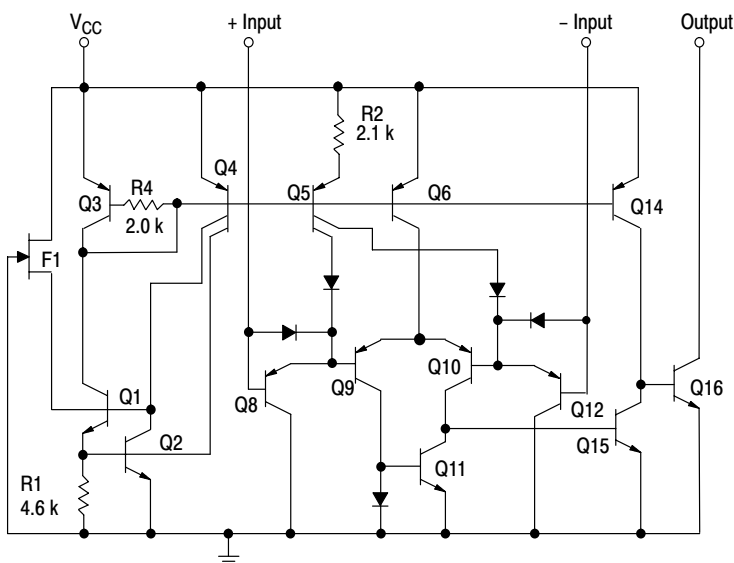 VCC
+ Input
– Input
Output
R2
2.1 k
Q3
R4
2.0 k
Q4
Q5
Q6
Q14
F1
Q1
Q2
Q8
Q9
Q10
Q12
Q16
Q11
Q15
R1
4.6 k